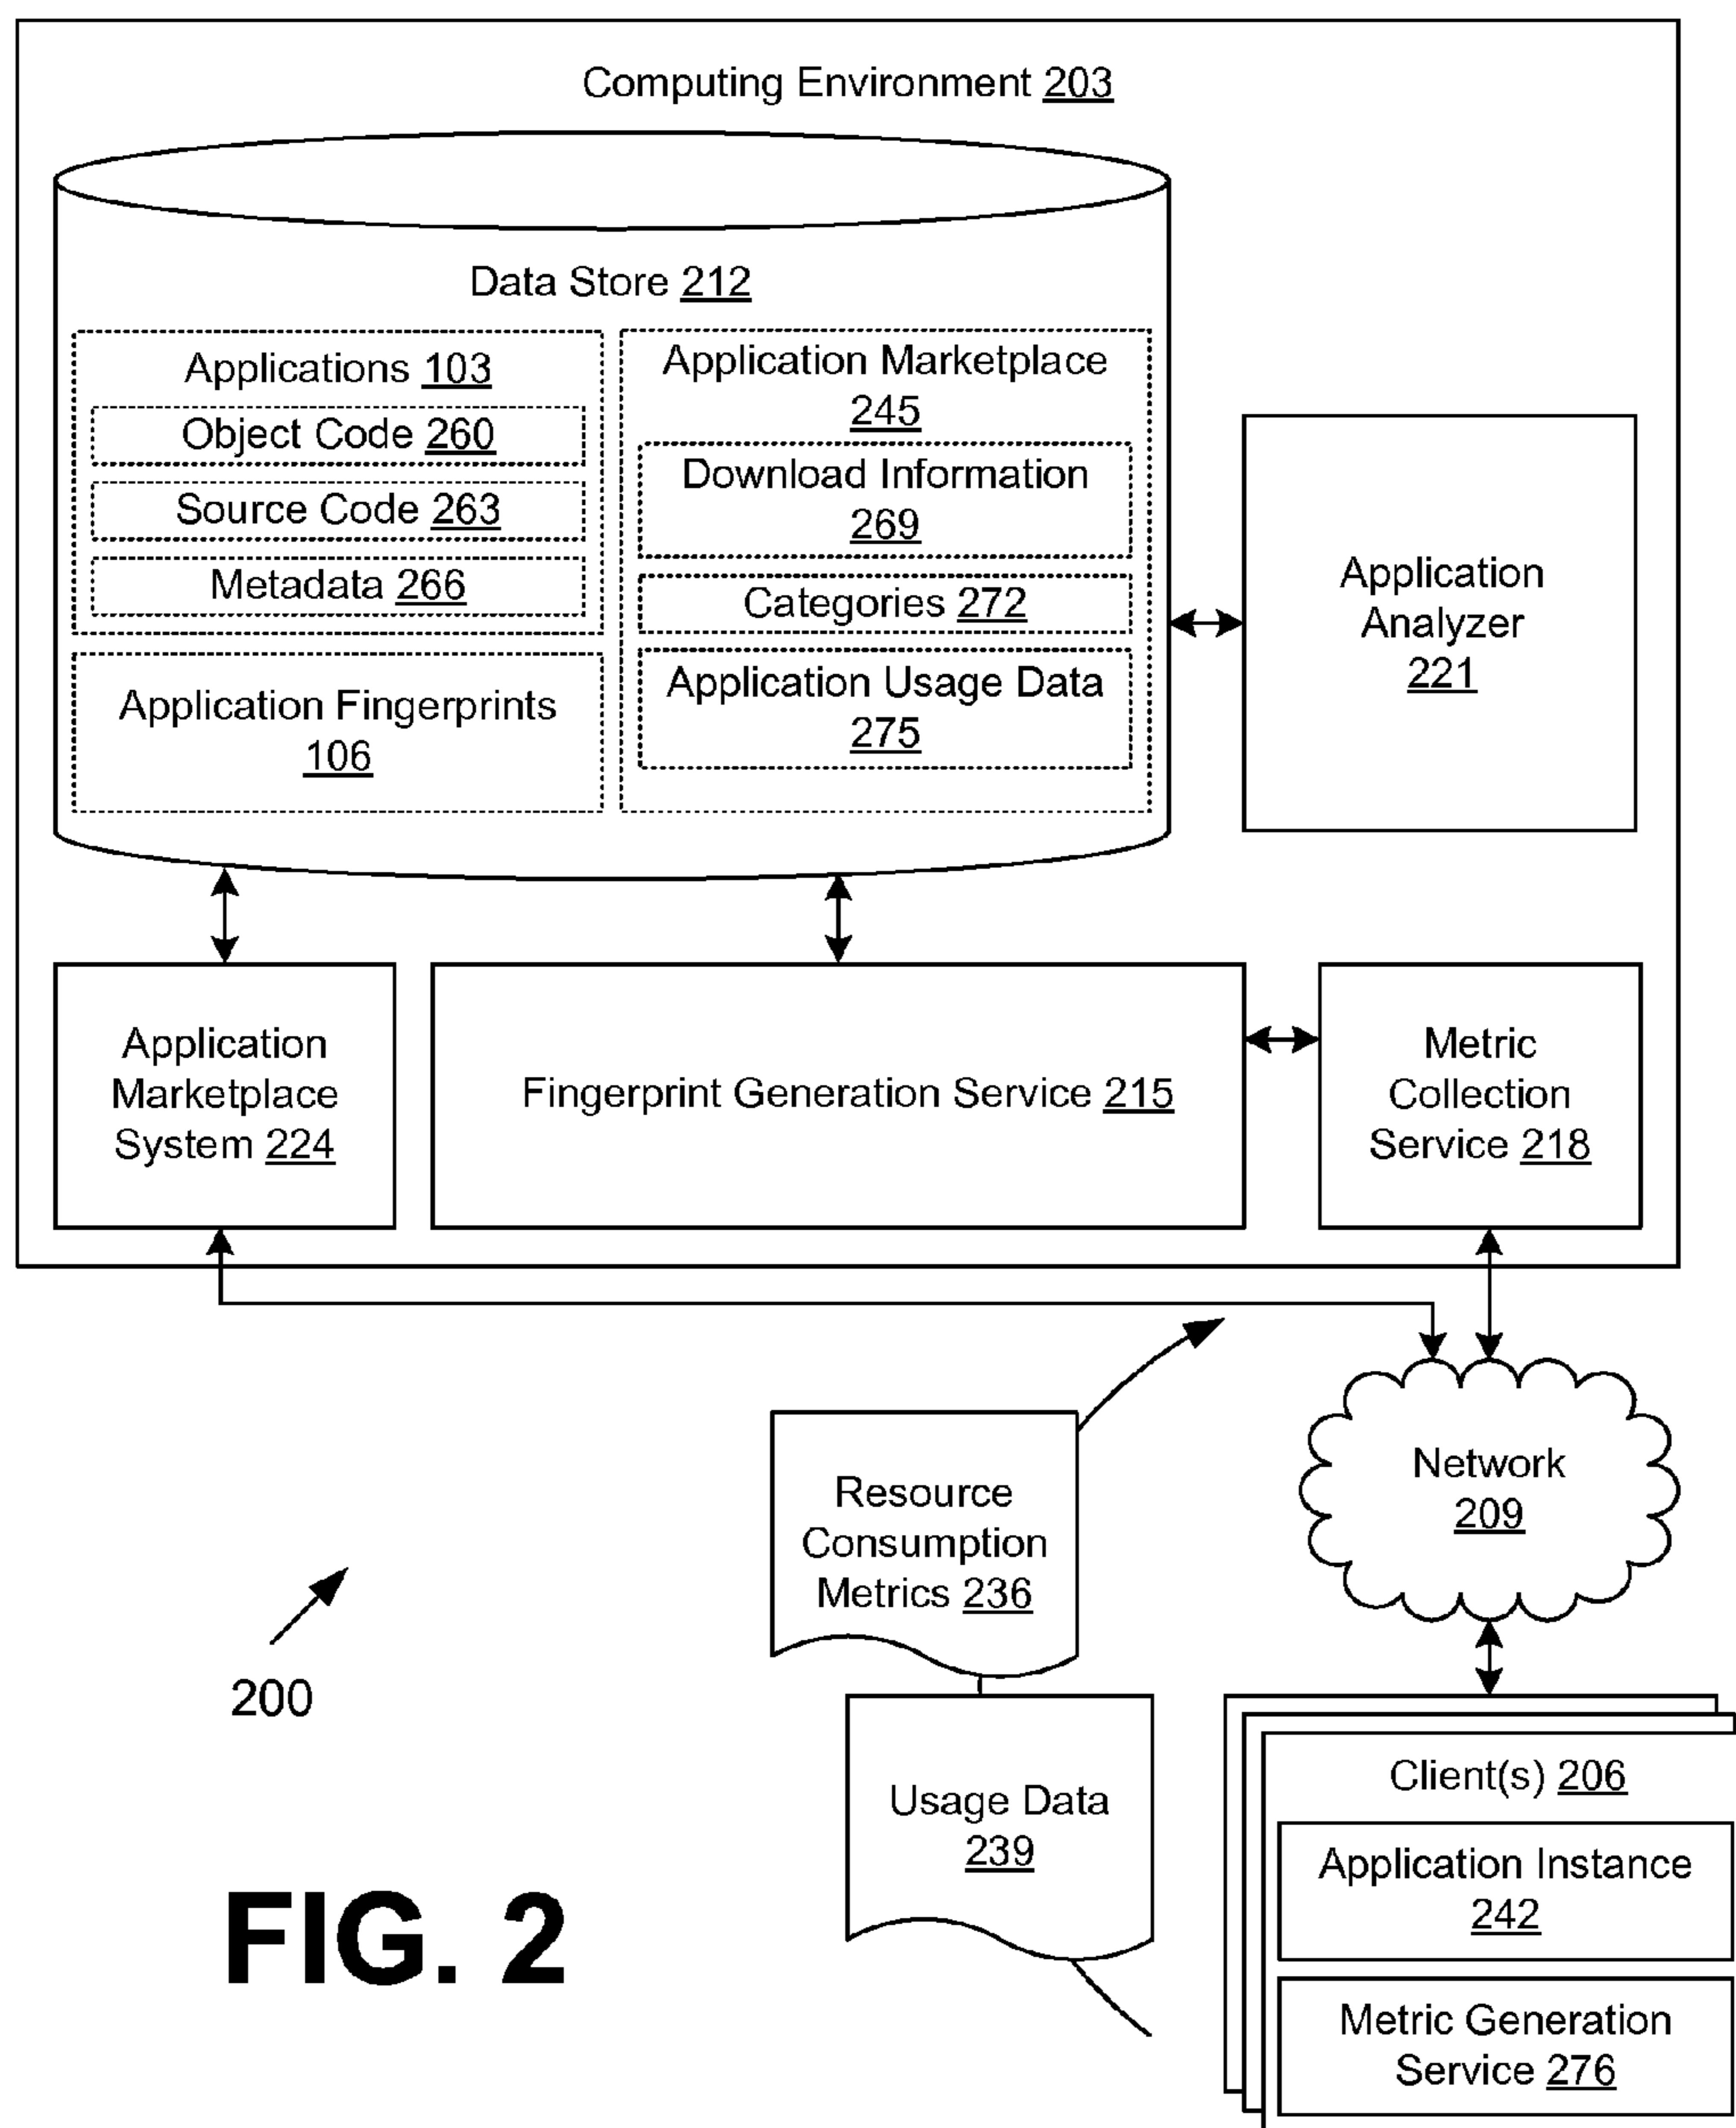 Computing Environment 203
Data Store 212
Applications 103
Object Code 260
Source Code 263
Metadata 266
Application Fingerprints
106
Application Marketplace
245
Download Information
269
Categories 272
Application Usage Data
275
Application
Analyzer
221
Application
Marketplace
System 224
Fingerprint Generation Service 215
Metric
Collection
Service 218
Resource
Consumption
Metrics 236
Network
209
200
Usage Data
239
Client(s) 206
Application Instance
242
Metric Generation
Service 276
FIG. 2